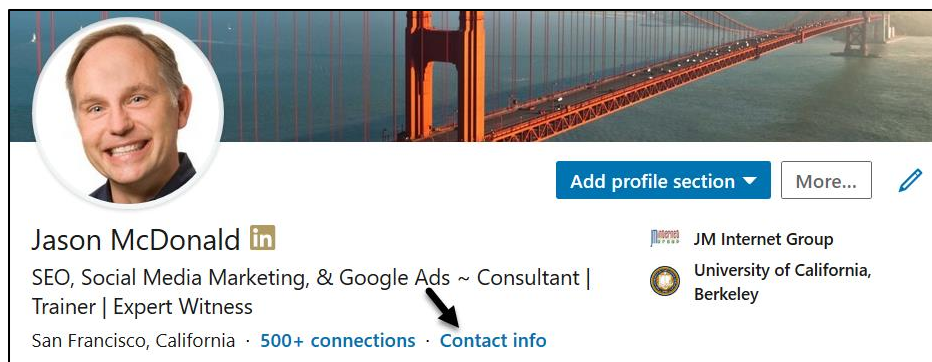 Add profile section
More...
Jason McDonald in
SEO, Social Media Marketing, & Google Ads ~ Consultant |
Trainer | Expert Witness
San Francisco, California · 500+ connections · Contact info
JM Internet Group
University of California,
Berkeley